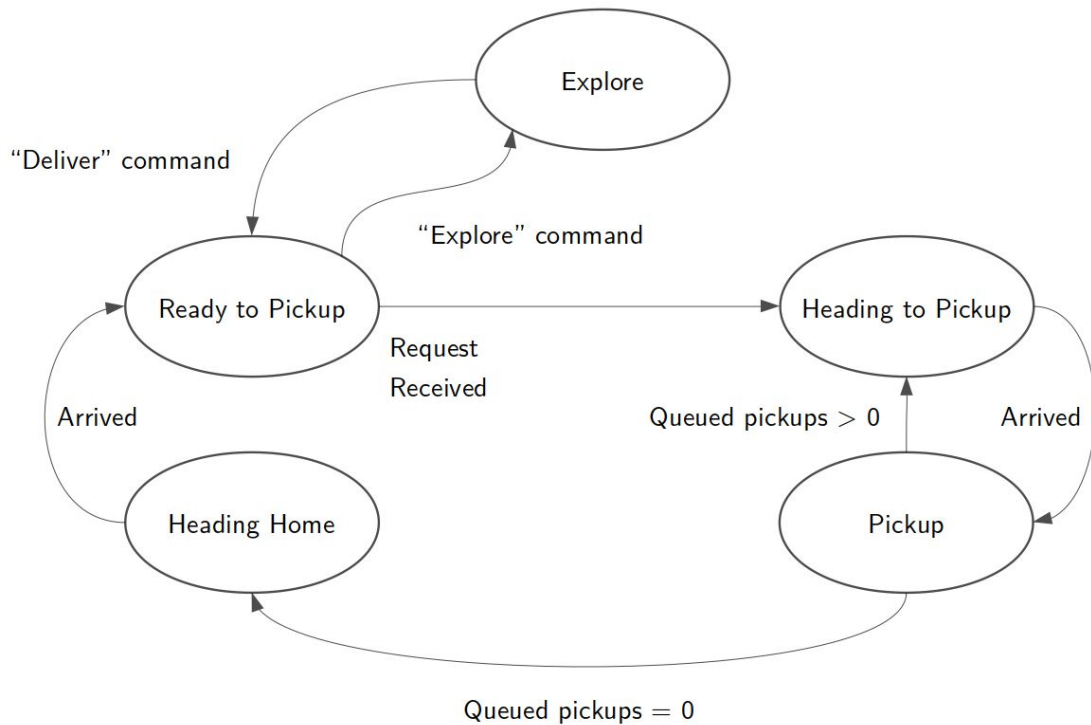 Explore
“Deliver” command
“Explore” command
Ready to Pickup
Heading to Pickup
Request
Received
Arrived
Queued pickups > 0
Arrived
Heading Home
Pickup
Queued pickups = 0